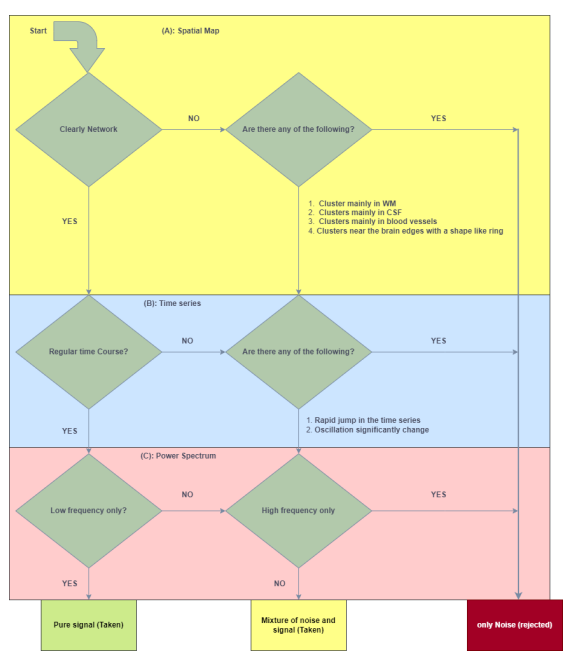 Start
(A): Spatial Map
Clearly Network
NO
Are there any of the following?
YES
YES
1. Cluster mainly in WM
2. Clusters mainly in CSF
3. Clusters mainly in blood vessels
4. Clusters near the brain edges with a shape like ring
(B): Time series
Regular time Course?
NO
Are there any of the following?
YES
YES
1. Rapid jump in the time series
2. Oscillation significantly change
(C): Power Spectrum
Low frequency only?
NO
High frequency only
YES
YES
NO
Pure signal (Taken)
Mixture of noise and
signal (Taken)
only Noise (rejected)